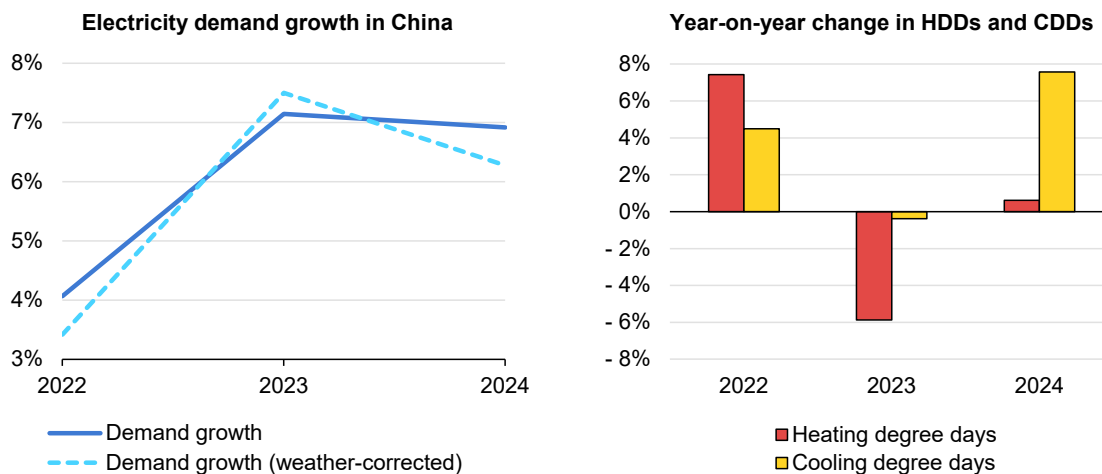 Electricity demand growth in China
8%
7%
6%
5%
4%
3%
2022 2023 2024
Demand growth
Demand growth (weather-corrected)
Year-on-year change in HDDs and CDDs
8%
6%
4%
2%
0%
- 2%
- 4%
- 6%
- 8%
2022 2023 2024
Heating degree days
Cooling degree days